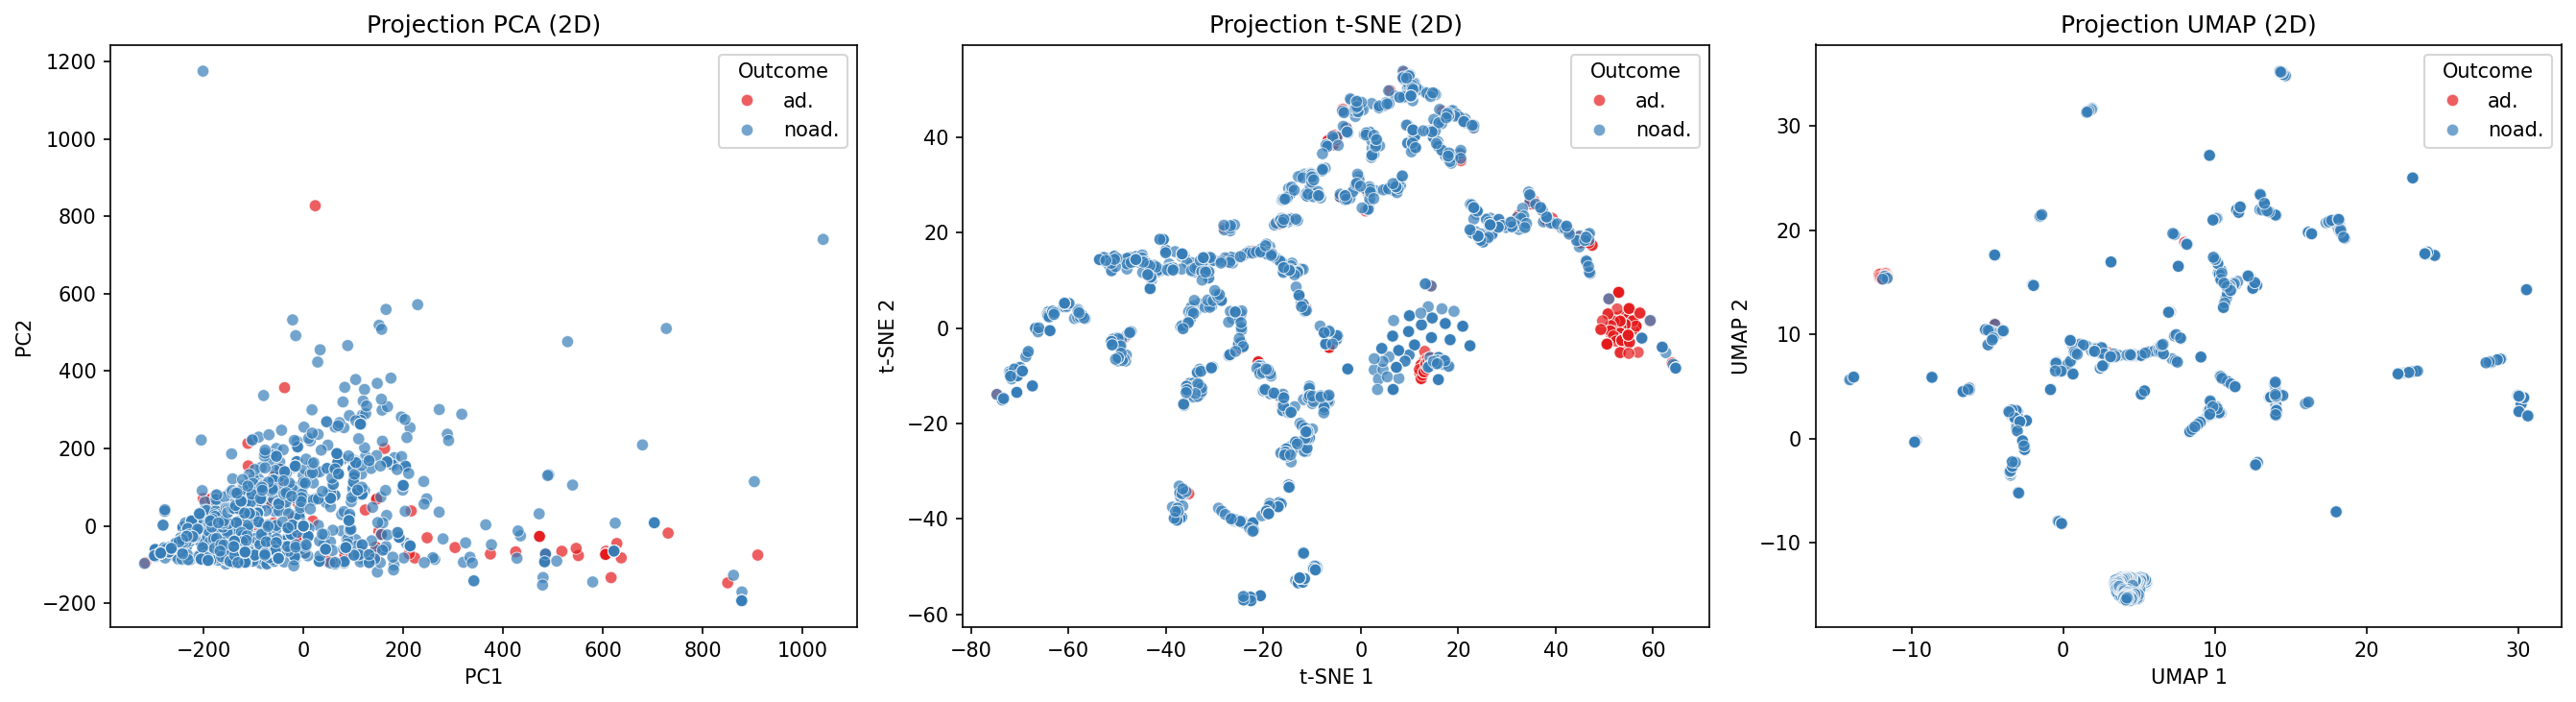 Projection PCA (2D)
1200
1000
800
600
400
200
0
−200
PC2
−200
0
200
400
600
800
1000
PC1
Outcome
ad.
noad.
Projection t-SNE (2D)
40
20
0
−20
−40
−60
t-SNE 2
−80
−60
−40
−20
0
20
40
60
t-SNE 1
Outcome
ad.
noad.
Projection UMAP (2D)
30
20
10
0
−10
UMAP 2
−10
0
10
20
30
UMAP 1
Outcome
ad.
noad.